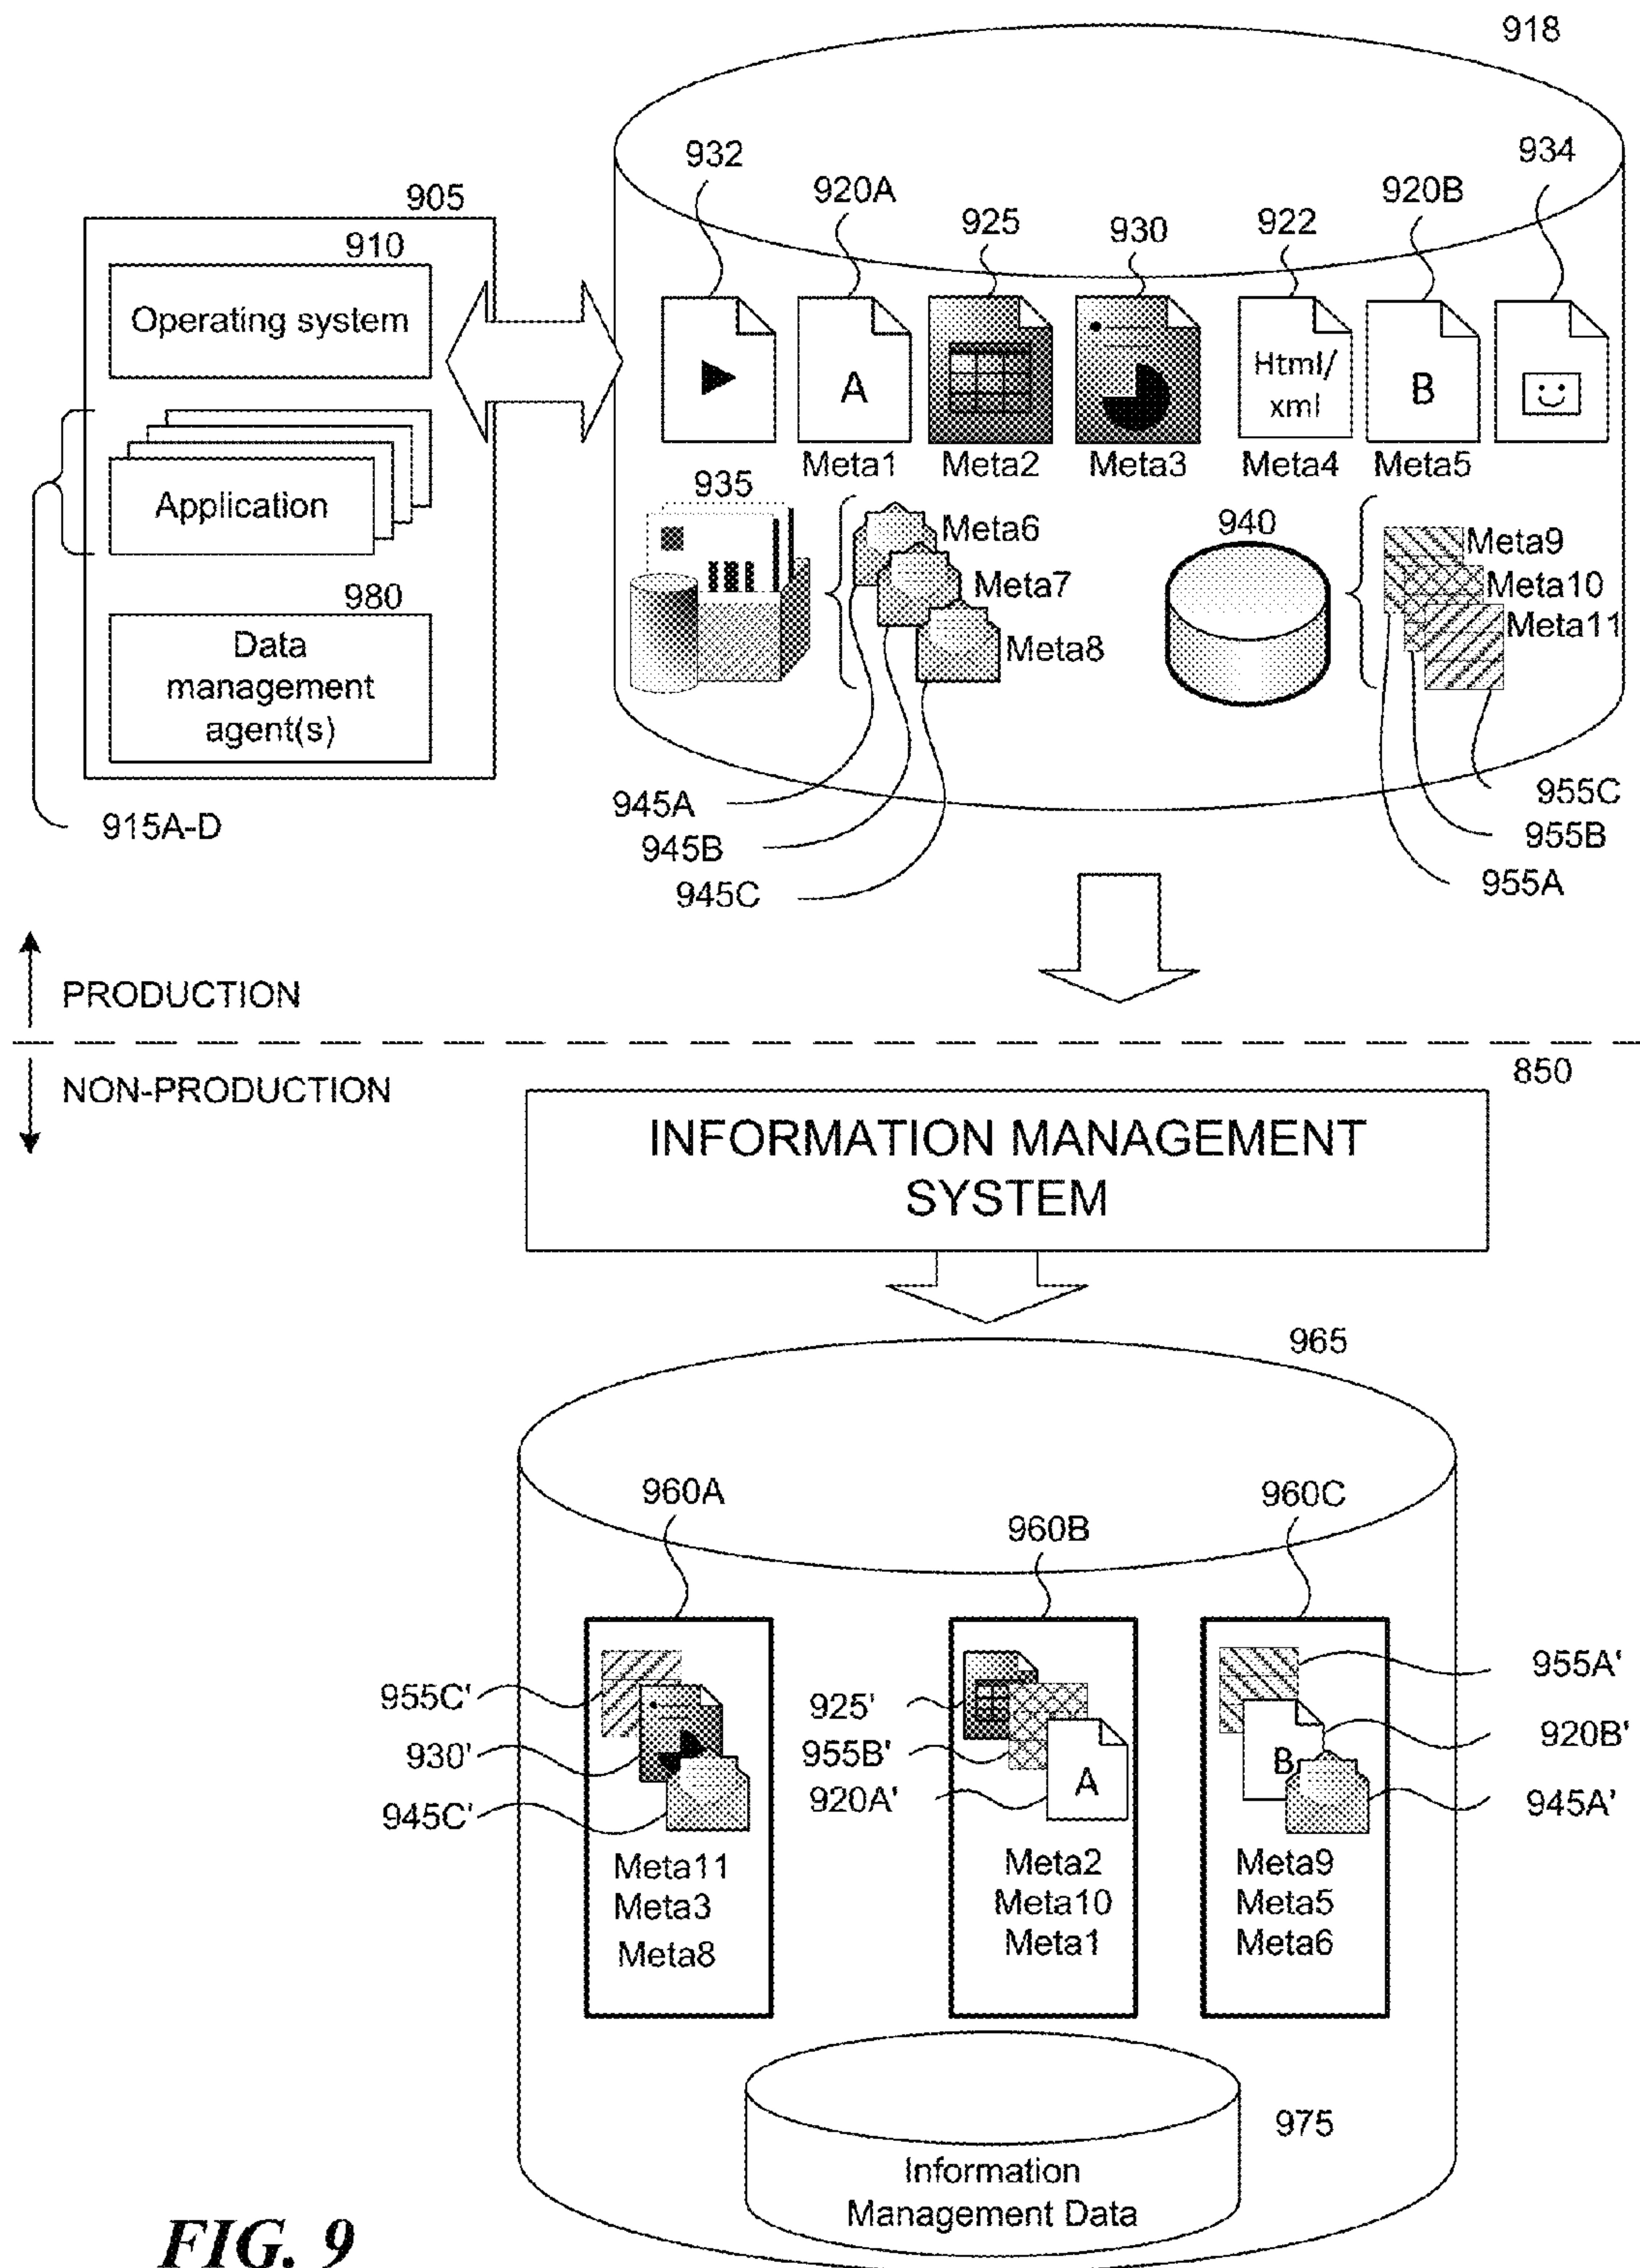 918
932
934
920A
920B
905
925
930
922
910
Operating system
Html/
xml
A
B
Meta1
Meta2
Meta3
Meta4
Meta5
935
Application
940
Meta6
Meta9
Meta7
Meta10
980
Meta11
Meta8
Data
management
agent(s)
945A
955C
915A-D
945B
955B
945C
955A
PRODUCTION
850
NON-PRODUCTION
INFORMATION MANAGEMENT
SYSTEM
965
960A
960B
960C
955C'
925'
955A'
930'
955B'
920B'
945C'
920A'
945A'
A
B
Meta11
Meta3
Meta8
Meta2
Meta10
Meta1
Meta9
Meta5
Meta6
975
Information
Management Data
FIG. 9